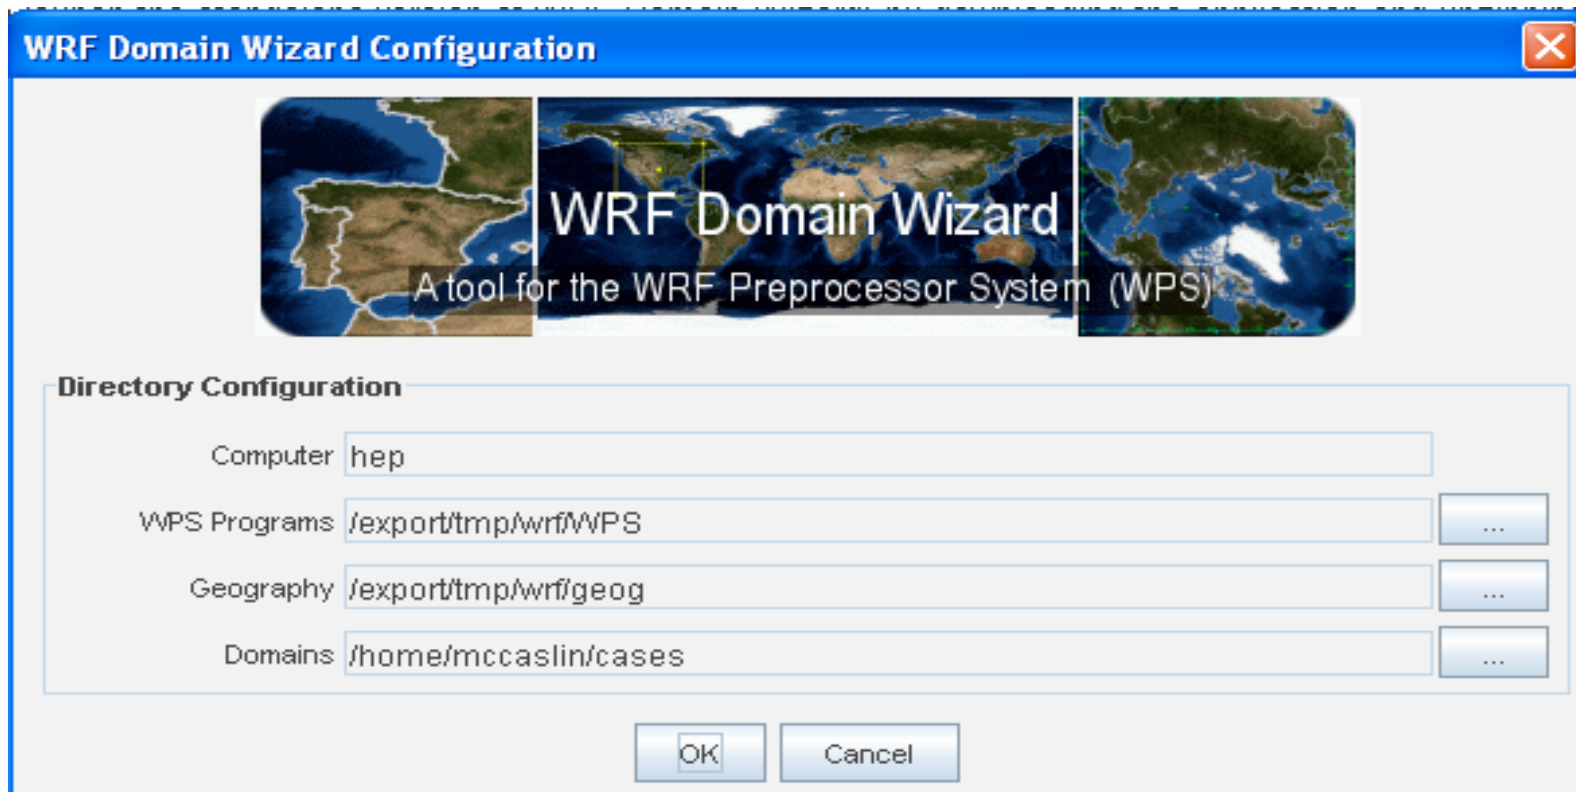 WRF Domain Wizard Configuration
WRF Domain Wizard
A tool for the WRF Preprocessor System (WPS)
Directory Configuration
Computer hep
WPS Programs /export/tmp/wrf/WPS ...
Geography /export/tmp/wrf/geog ...
Domains /home/mccaslin/cases ...
OK Cancel